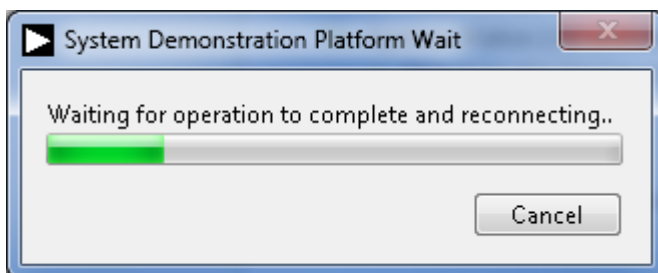 System Demonstration Platform Wait
Waiting for operation to complete and reconnecting..
Cancel